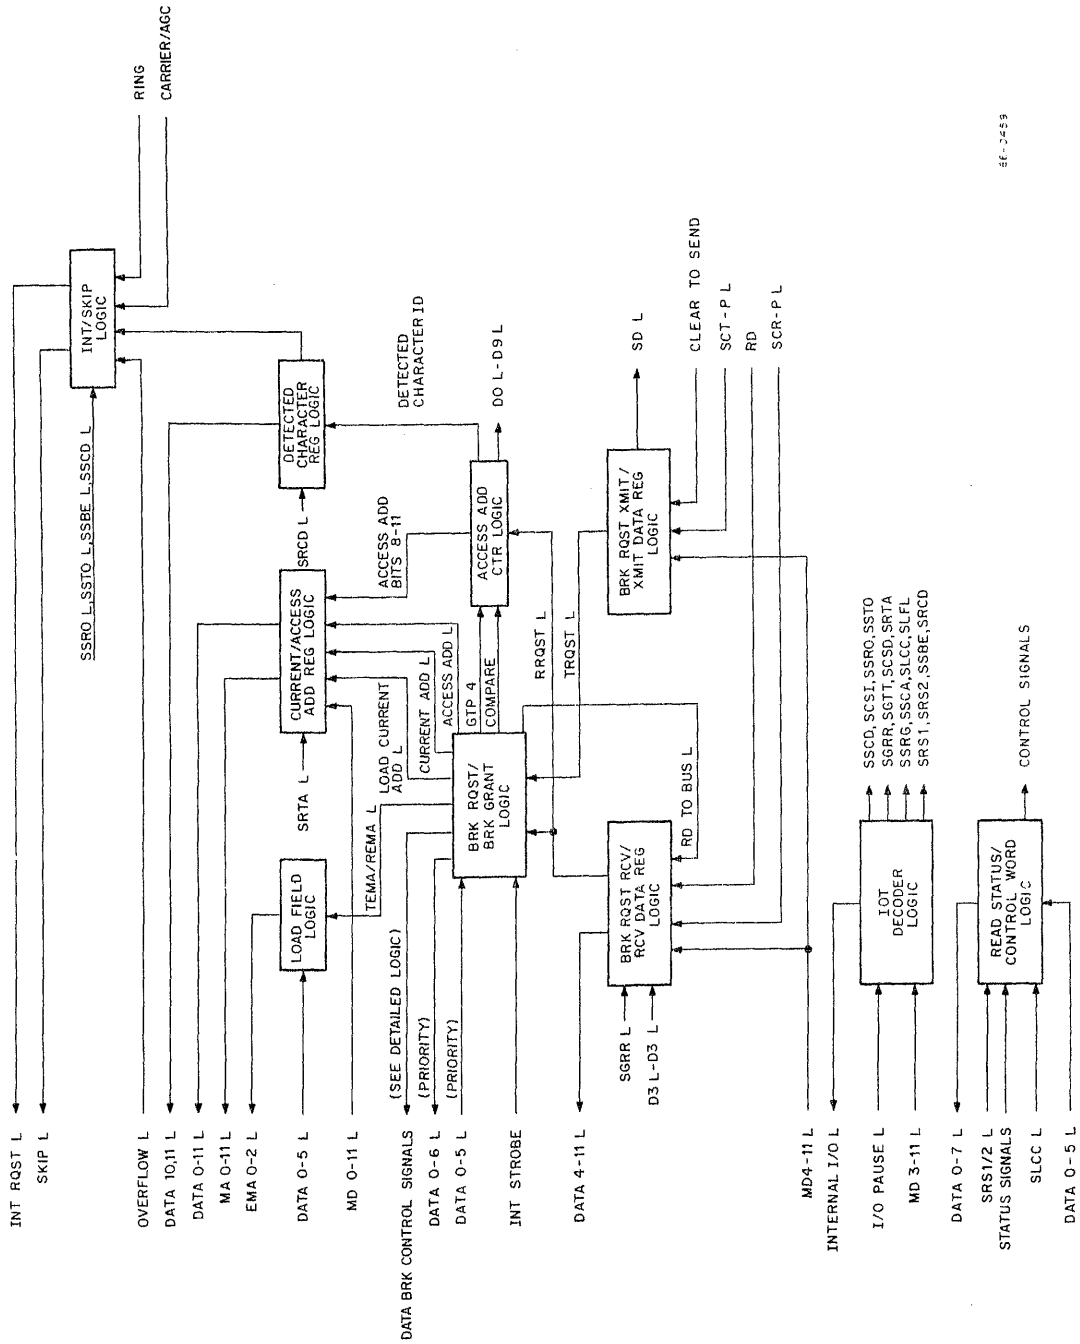 INT RQST L
SKIP L
OVERFLOW L
DATA 10,11 L
DATA 0-11 L
MA 0-11 L
EMA 0-2 L
DATA 0-5 L
MD 0-11 L
DATA BRK CONTROL SIGNALS
(SEE DETAILED LOGIC)
DATA 0-6 L
(PRIORITY)
DATA 0-5 L
(PRIORITY)
INT STROBE
DATA 4-11 L
MD4-11 L
INTERNAL I/O L
I/O PAUSE L
MD 3-11 L
DATA 0-7 L
SRS1/2 L
STATUS SIGNALS
SLCC L
DATA 0-5 L
INT/SKIP
LOGIC
RING
CARRIER/AGC
SSRO L,SSTO L,SSBE L,SSCD L
LOAD FIELD
LOGIC
SRTA L
CURRENT/ACCESS
ADD REG LOGIC
SRCD L
DETECTED
CHARACTER
REG LOGIC
TEMA/REMA L
LOAD CURRENT
ADD L
CURRENT ADD L
ACCESS ADD L
ACCESS ADD
BITS 8-11
DETECTED
CHARACTER ID
BRK RQST/
BRK GRANT
LOGIC
GTP 4
COMPARE
ACCESS ADD
CTR LOGIC
DO L-D9 L
RRQST L
TRQST L
RD TO BUS L
SGRR L
D3 L-D3 L
BRK RQST RCV/
RCV DATA REG
LOGIC
BRK RQST XMIT/
XMIT DATA REG
LOGIC
SD L
CLEAR TO SEND
SCT-P L
RD
SCR-P L
IOT
DECODER
LOGIC
SSCD, SCSI, SSRO, SSTO
SGRR, SGTT, SCSD, SRTA
SSRG, SSCA, SLCC, SLFL
SRS1, SRS2, SSBE, SRCD
READ STATUS/
CONTROL WORD
LOGIC
CONTROL SIGNALS